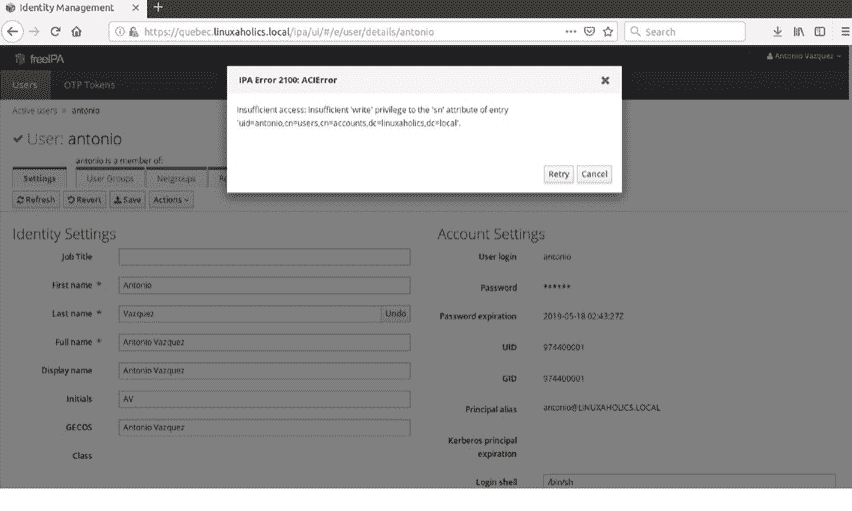 Identity Management
https://quebec.linuxaholics.local/ipa/ui/#/e/user/details/antonio
Search
freeIPA
Antonio Vazquez
Users
OTP Tokens
IPA Error 2100: ACIError
Insufficient access: Insufficient 'write' privilege to the 'sn' attribute of entry
'uid=antonio,cn=users,cn=accounts,dc=linuxaholics,dc=local'.
Retry
Cancel
Active users » antonio
User: antonio
antonio is a member of:
Settings
User Groups
Netgroups
Refresh
Revert
Save
Actions
Identity Settings
Job Title
First name *
Antonio
Last name *
Vazquez
Undo
Full name *
Antonio Vazquez
Display name
Antonio Vazquez
Initials
AV
GECOS
Antonio Vazquez
Class
Account Settings
User login
antonio
Password
******
Password expiration
2019-05-18 02:43:27Z
UID
974400001
GID
974400001
Principal alias
antonio@LINUXAHOLICS.LOCAL
Kerberos principal
expiration
Login shell
/bin/sh